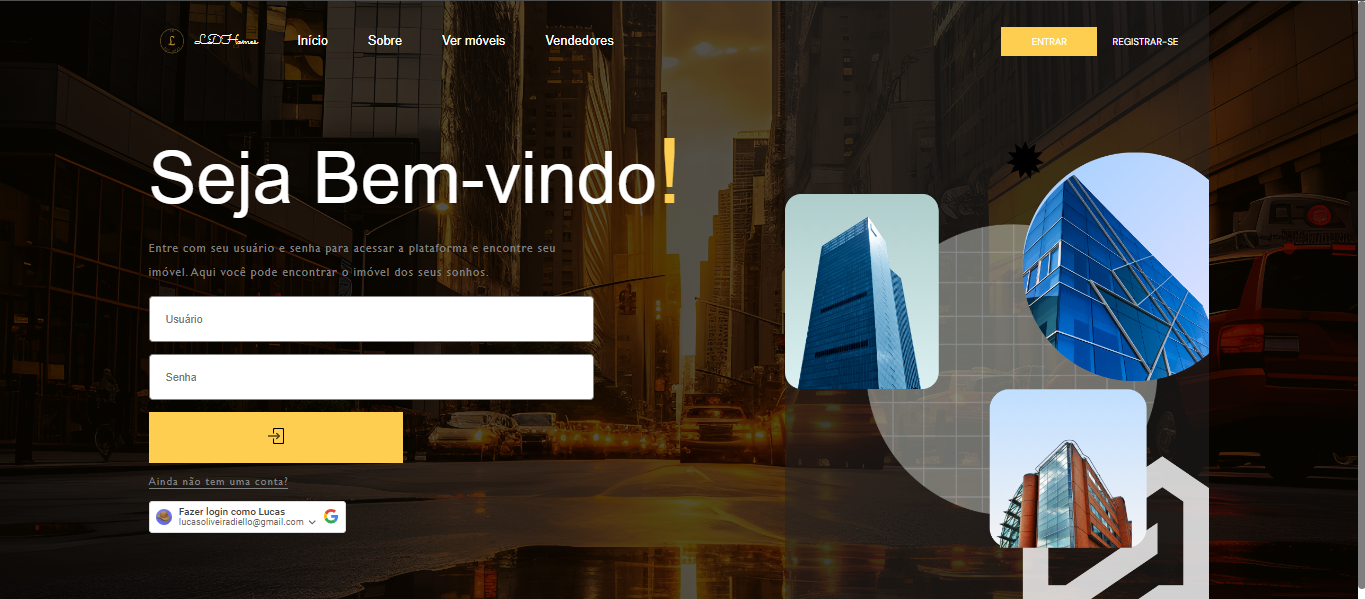 L
LDHomes
Início
Sobre
Ver móveis
Vendedores
ENTRAR
REGISTRAR-SE
Seja Bem-vindo!
Entre com seu usuário e senha para acessar a plataforma e encontre seu
imóvel. Aqui você pode encontrar o imóvel dos seus sonhos.
Usuário
Senha
Ainda não tem uma conta?
Fazer login como Lucas
lucasoliveiradiello@gmail.com